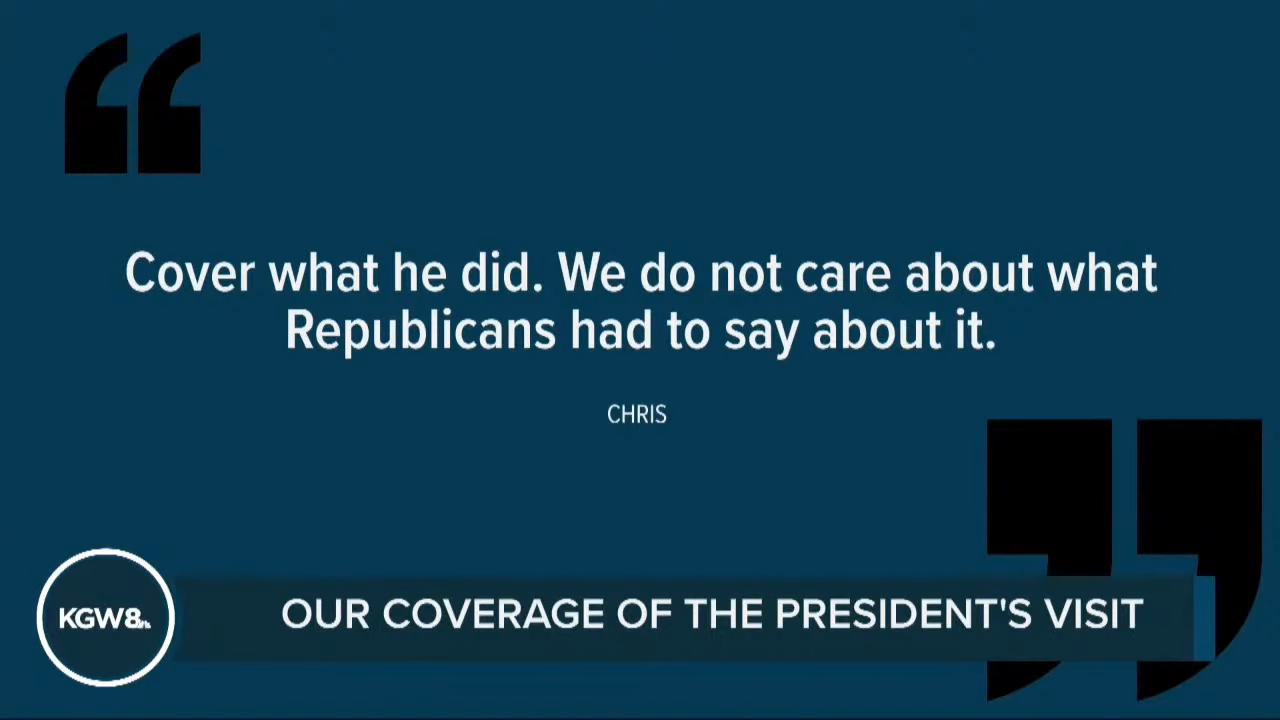 Cover what he did. We do not care about what
Republicans had to say about it.
CHRIS
KGW8
OUR COVERAGE OF THE PRESIDENT'S VISIT